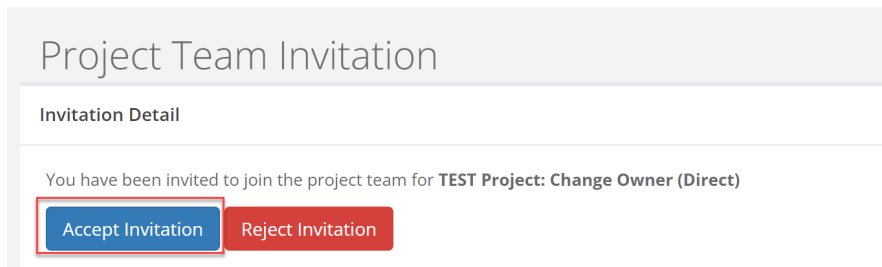 Project Team Invitation
Invitation Detail
You have been invited to join the project team for TEST Project: Change Owner (Direct)
Accept Invitation Reject Invitation